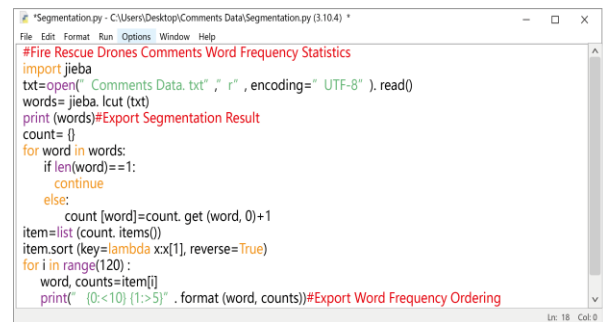 *Segmentation.py - C:\Users\Desktop\Comments Data\Segmentation.py (3.10.4) *
File Edit Format Run Options Window Help
#Fire Rescue Drones Comments Word Frequency Statistics
import jieba
txt=open(" Comments Data. txt" ," r" , encoding=" UTF-8" ). read()
words= jieba. lcut (txt)
print (words)#Export Segmentation Result
count= {}
for word in words:
if len(word)==1:
continue
else:
count [word]=count. get (word, 0)+1
item=list (count. items())
item.sort (key=lambda x:x[1], reverse=True)
for i in range(120) :
word, counts=item[i]
print(" {0:<10} {1:>5}" . format (word, counts))#Export Word Frequency Ordering
Ln: 18 Col: 0